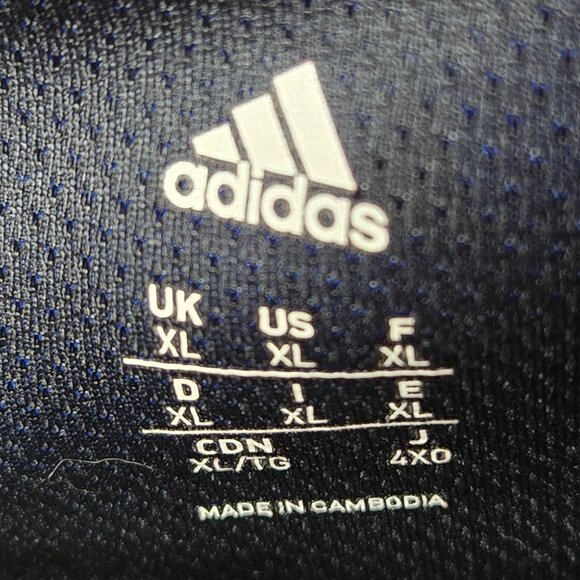 adidas
UK US F
XL XL XL
D I E
XL XL XL
CDN J
XL/TG 4XO
MADE IN CAMBODIA